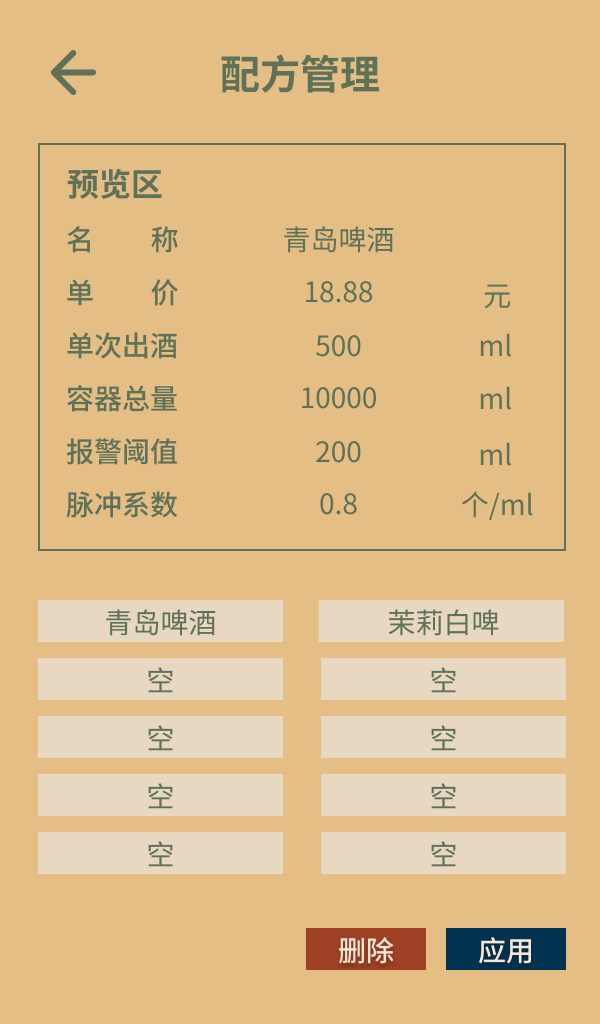 配方管理
预览区
名 称 青岛啤酒
单 价 18.88 元
单次出酒 500 ml
容器总量 10000 ml
报警阈值 200 ml
脉冲系数 0.8 个/ml
青岛啤酒 茉莉白啤
空 空
空 空
空 空
空 空
删除 应用